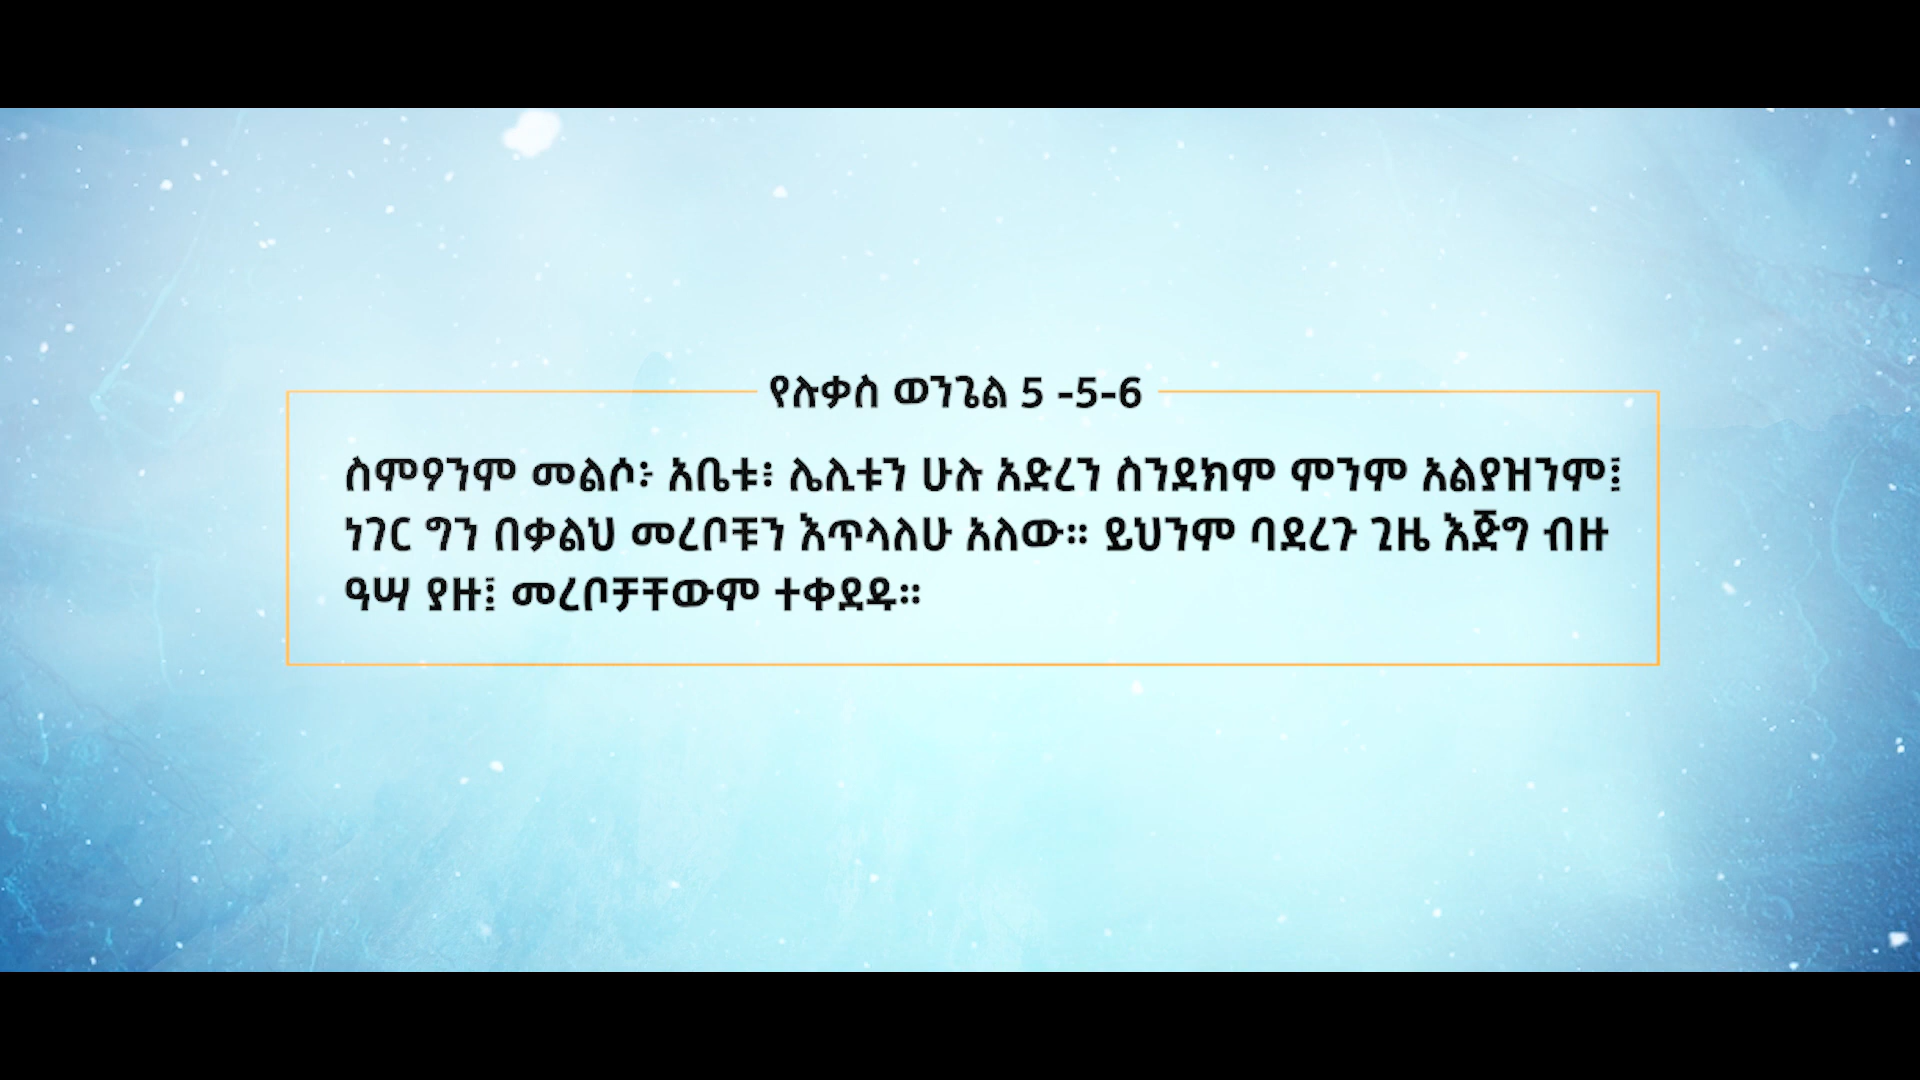 የሉቃስ ወንጌል 5 -5-6
ስምዖንም መልሶ፦ አቤቱ፥ ሌሊቱን ሁሉ አድረን ስንደክም ምንም አልያዝንም፤
ነገር ግን በቃልህ መረቦቹን እጥላለሁ አለው። ይህንም ባደረጉ ጊዜ እጅግ ብዙ
ዓሣ ያዙ፤ መረቦቻቸውም ተቀደዱ።